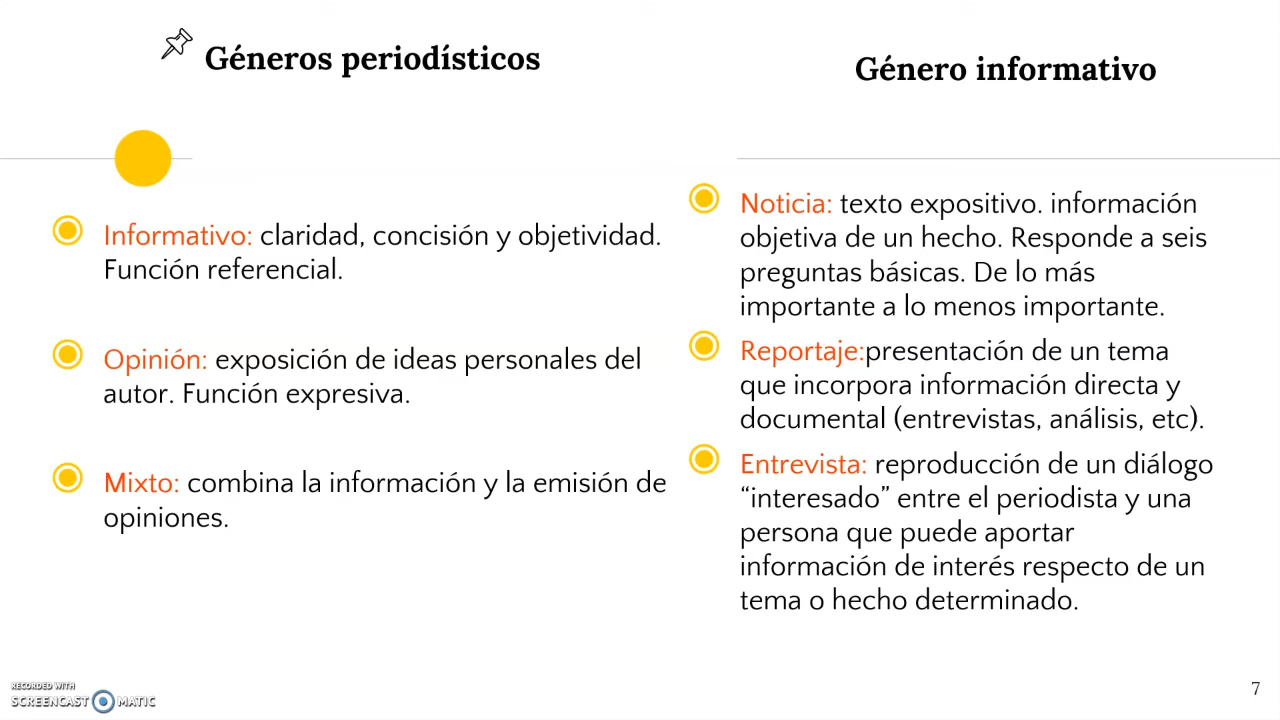 Géneros periodísticos
Informativo: claridad, concisión y objetividad.
Función referencial.
Opinión: exposición de ideas personales del
autor. Función expresiva.
Mixto: combina la información y la emisión de
opiniones.
Género informativo
Noticia: texto expositivo. información
objetiva de un hecho. Responde a seis
preguntas básicas. De lo más
importante a lo menos importante.
Reportaje:presentación de un tema
que incorpora información directa y
documental (entrevistas, análisis, etc).
Entrevista: reproducción de un diálogo
“interesado” entre el periodista y una
persona que puede aportar
información de interés respecto de un
tema o hecho determinado.
RECORDED WITH
SCREENCAST MATIC
7